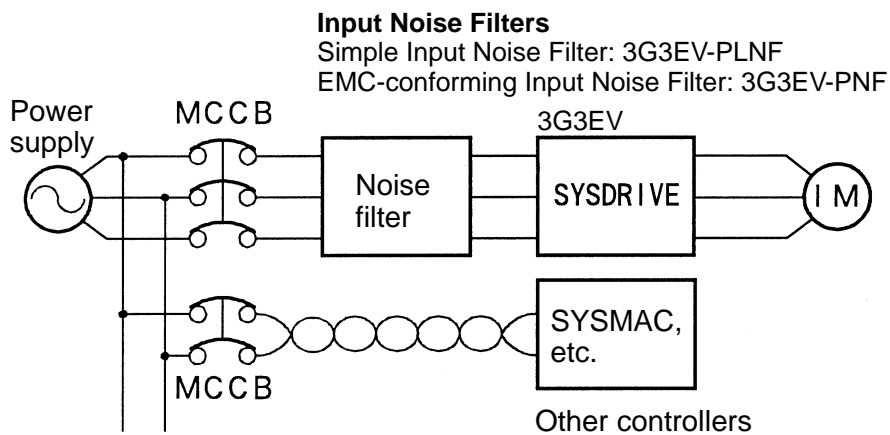 Input Noise Filters
Simple Input Noise Filter: 3G3EV-PLNF
EMC-conforming Input Noise Filter: 3G3EV-PNF
Power
supply
MCCB
3G3EV
Noise
filter
SYSDRIVE
IM
SYSMAC,
etc.
MCCB
Other controllers